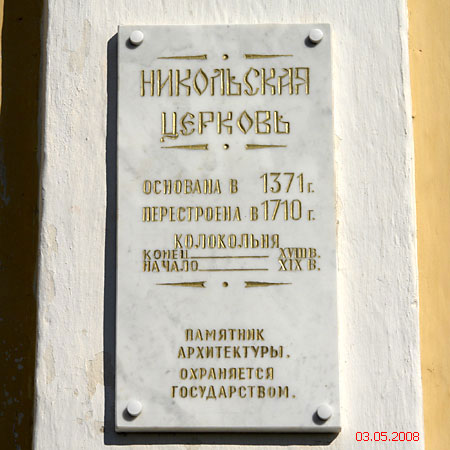 НИКОЛЬСКАЯ
ЦЕРКОВЬ
ОСНОВАНА В 1371 г.
ПЕРЕСТРОЕНА В 1710 г.
КОЛОКОЛЬНЯ
КОНЕЦ XVIII В.
НАЧАЛО XIX В.
ПАМЯТНИК
АРХИТЕКТУРЫ.
ОХРАНЯЕТСЯ
ГОСУДАРСТВОМ.
03.05.2008